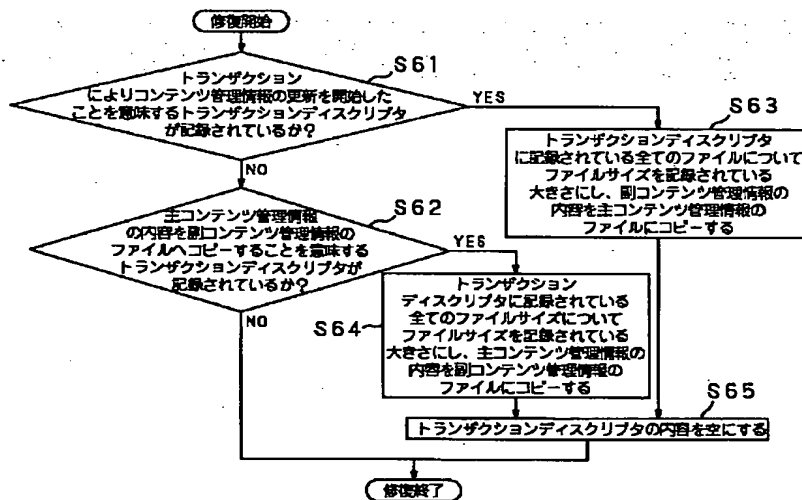 修復開始
S61
トランザクション
によりコンテンツ管理情報の更新を開始した
ことを意味するトランザクションディスクリプタ
が記録されているか？
YES
S63
トランザクションディスクリプタ
に記録されている全てのファイルについて
ファイルサイズを記録されている
大きさにし、副コンテンツ管理情報の
内容を主コンテンツ管理情報の
ファイルにコピーする
NO
S62
主コンテンツ管理情報
の内容を副コンテンツ管理情報の
ファイルへコピーすることを意味する
トランザクションディスクリプタが
記録されているか？
YES
S64
トランザクション
ディスクリプタに記録されている
全てのファイルサイズについて
ファイルサイズを記録されている
大きさにし、主コンテンツ管理情報の
内容を副コンテンツ管理情報の
ファイルにコピーする
NO
S65
トランザクションディスクリプタの内容を空にする
修復終了